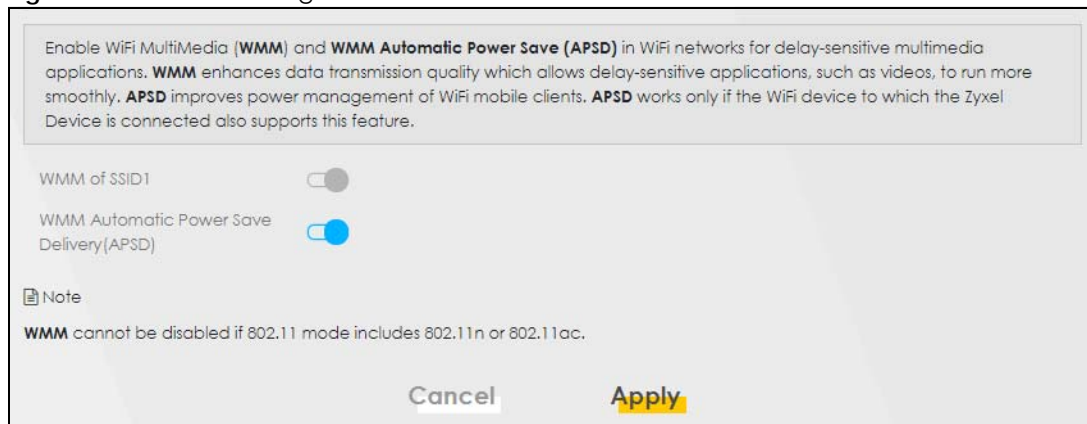 Enable WiFi MultiMedia (WMM) and WMM Automatic Power Save (APSD) in WiFi networks for delay-sensitive multimedia
applications. WMM enhances data transmission quality which allows delay-sensitive applications, such as videos, to run more
smoothly. APSD improves power management of WiFi mobile clients. APSD works only if the WiFi device to which the Zyxel
Device is connected also supports this feature.
WMM of SSID1
WMM Automatic Power Save
Delivery(APSD)
Note
WMM cannot be disabled if 802.11 mode includes 802.11n or 802.11ac.
Cancel Apply